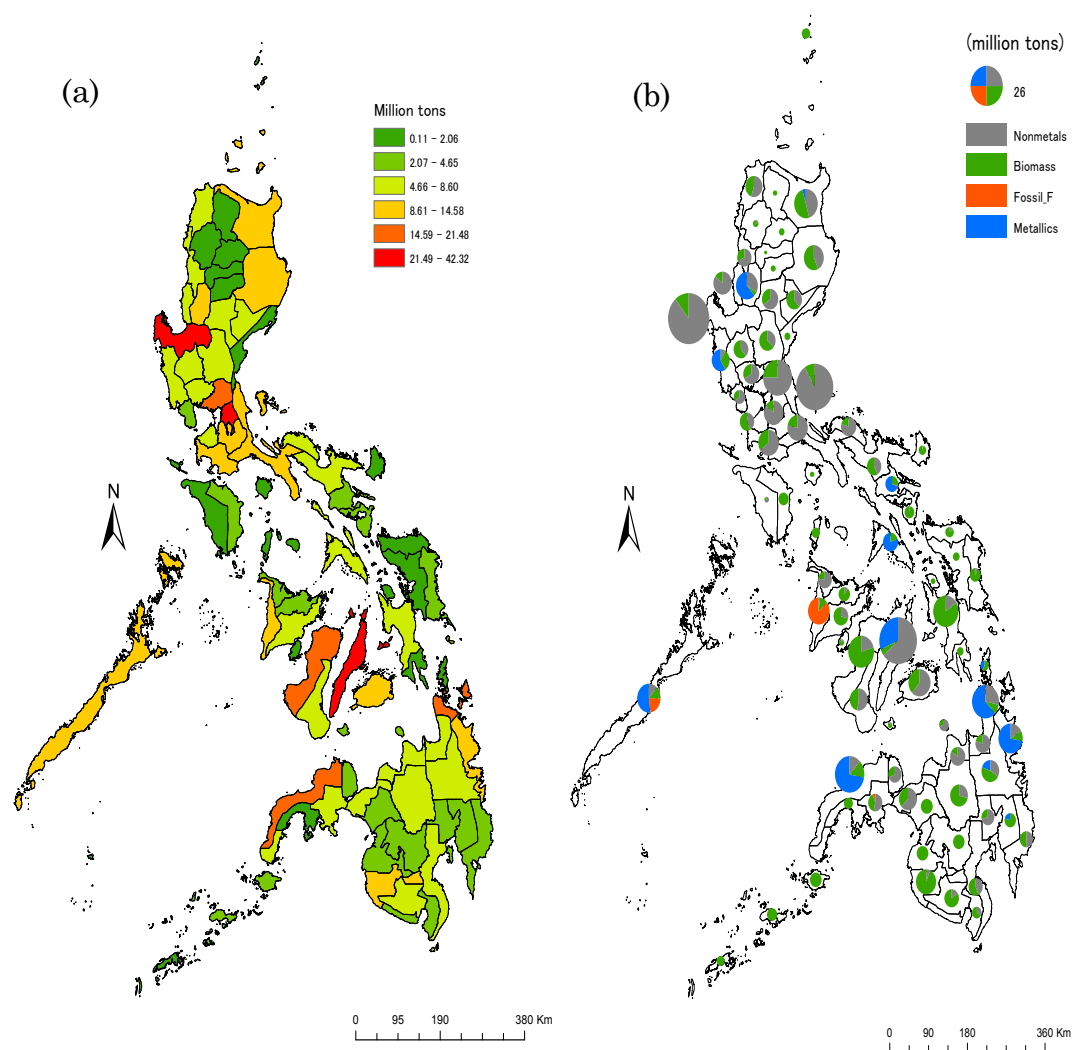 (a)
Million tons
0.11 - 2.06
2.07 - 4.65
4.66 - 8.60
8.61 - 14.58
14.59 - 21.48
21.49 - 42.32
N
0 95 190 380 Km
(b)
(million tons)
26
Nonmetals
Biomass
Fossil_F
Metallics
N
0 90 180 360 Km